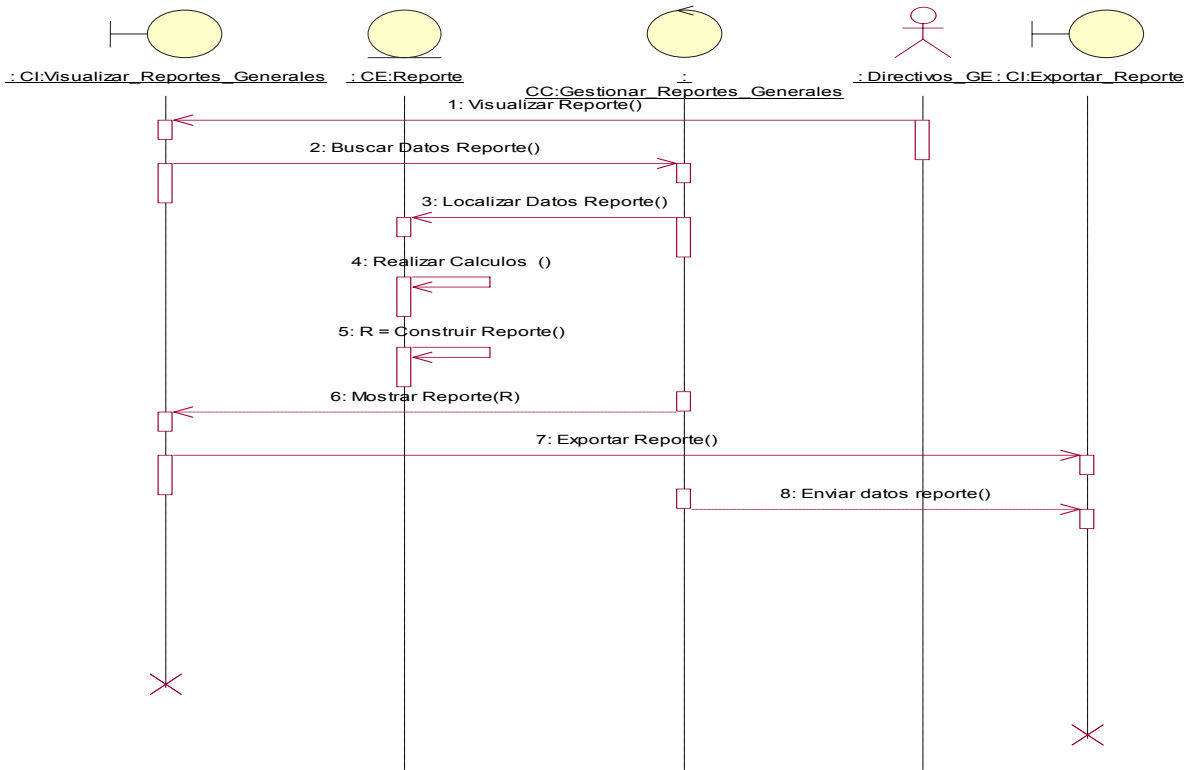 : CI:Visualizar_Reportes_Generales
: CE:Reporte
:
CC:Gestionar_Reportes_Generales
: Directivos_GE
: CI:Exportar_Reporte
1: Visualizar Reporte()
2: Buscar Datos Reporte()
3: Localizar Datos Reporte()
4: Realizar Calculos ()
5: R = Construir Reporte()
6: Mostrar Reporte(R)
7: Exportar Reporte()
8: Enviar datos reporte()